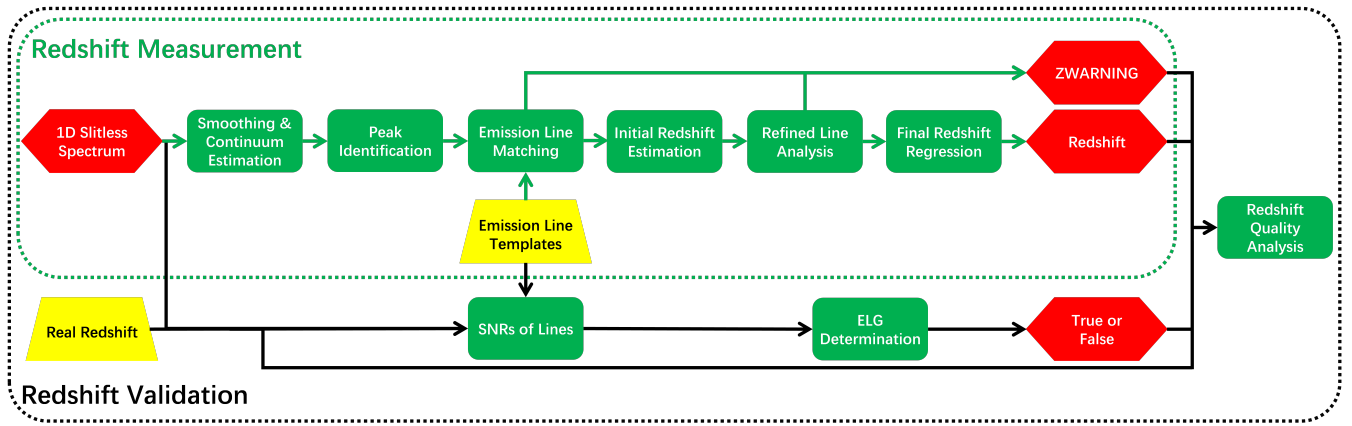 Redshift Measurement
ZWARNING
1D Slitless
Spectrum
Smoothing &
Continuum
Estimation
Peak
Identification
Emission Line
Matching
Initial Redshift
Estimation
Refined Line
Analysis
Final Redshift
Regression
Redshift
Emission Line
Templates
Redshift
Quality
Analysis
Real Redshift
SNRs of Lines
ELG
Determination
True or
False
Redshift Validation